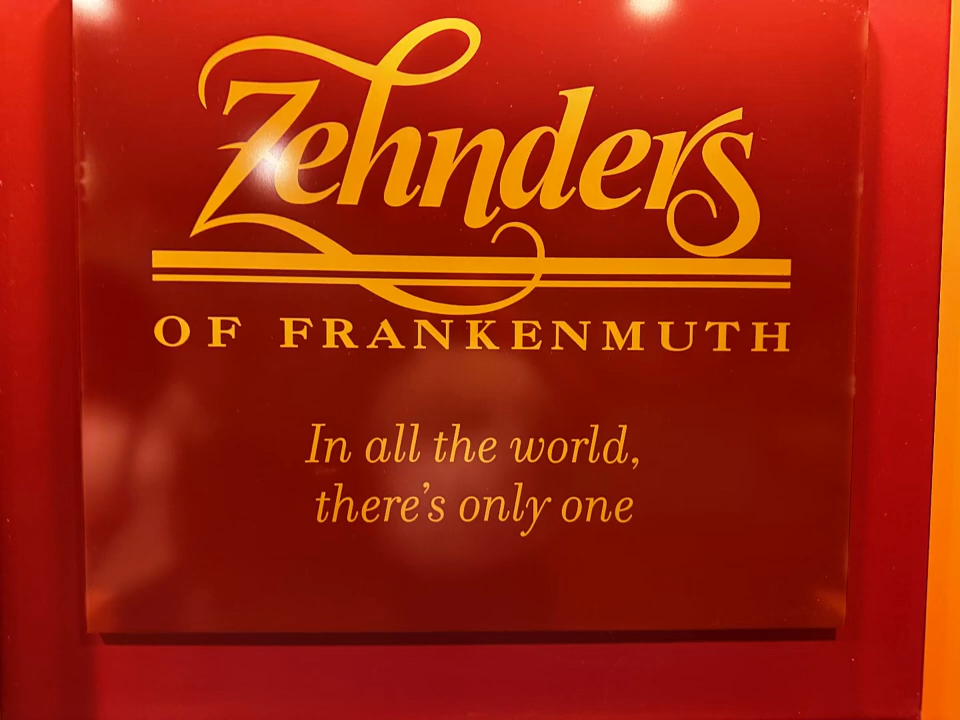 Zehnders
OF FRANKENMUTH
In all the world,
there's only one